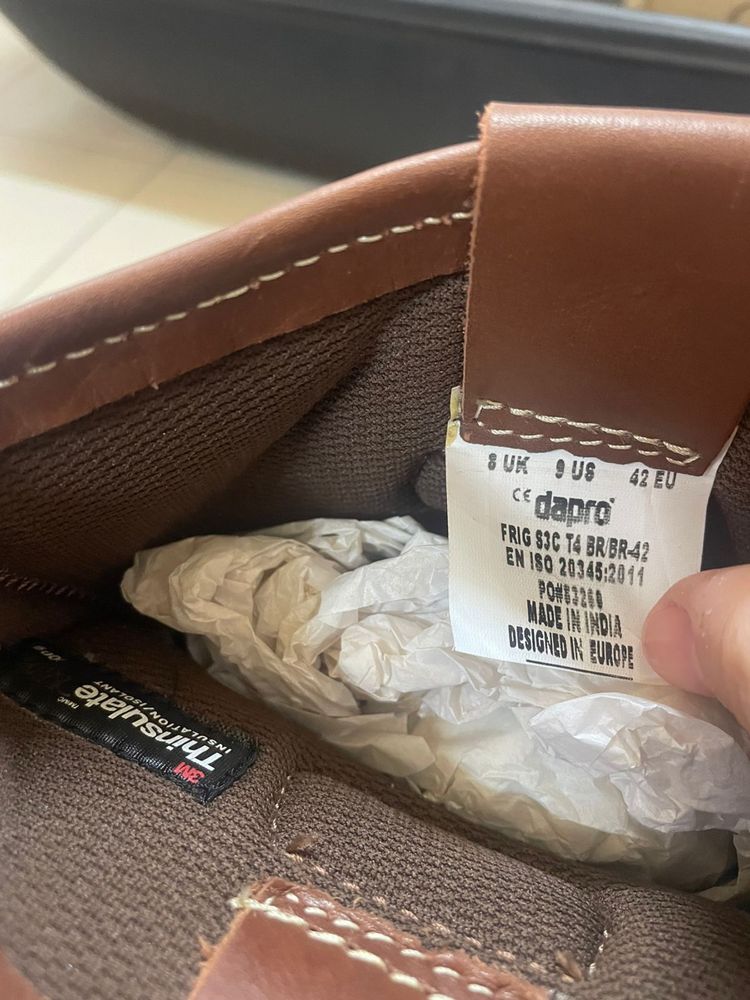 8 UK 9 US 42 EU
CE dapro
FRIG S3C T4 BR/BR-42
EN ISO 20345:2011
MADE IN INDIA
DESIGNED IN EUROPE
3M
Thinsulate
INSULATION/ISOLANT